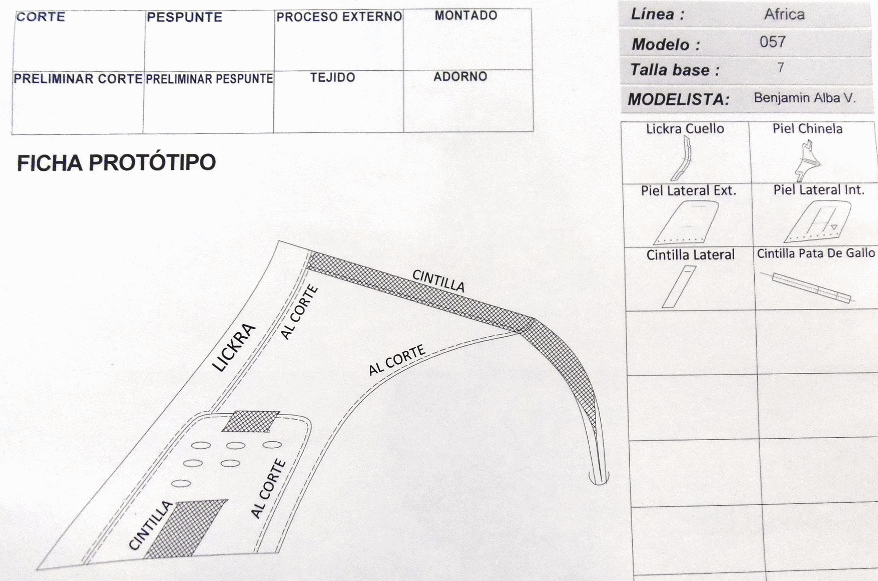 CORTE PESPUNTE PROCESO EXTERNO MONTADO
PRELIMINAR CORTE PRELIMINAR PESPUNTE TEJIDO ADORNO
FICHA PROTÓTIPO
Línea : Africa
Modelo : 057
Talla base : 7
MODELISTA: Benjamin Alba V.
Lickra Cuello Piel Chinela
Piel Lateral Ext. Piel Lateral Int.
Cintilla Lateral Cintilla Pata De Gallo
CINTILLA
AL CORTE
LICKRA
AL CORTE
CINTILLA
AL CORTE